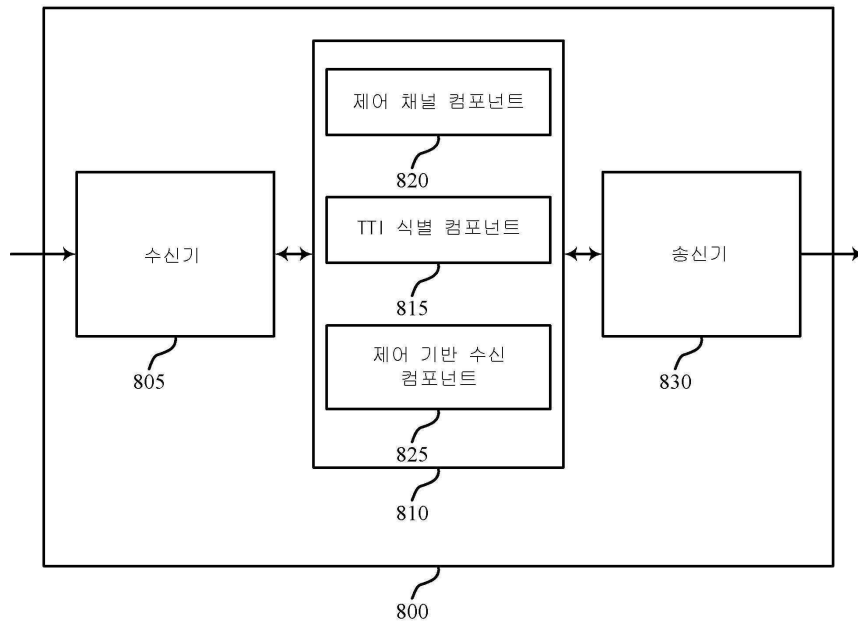 제어 채널 컴포넌트
820
TTI 식별 컴포넌트
815
제어 기반 수신
컴포넌트
825
810
수신기
805
송신기
830
800